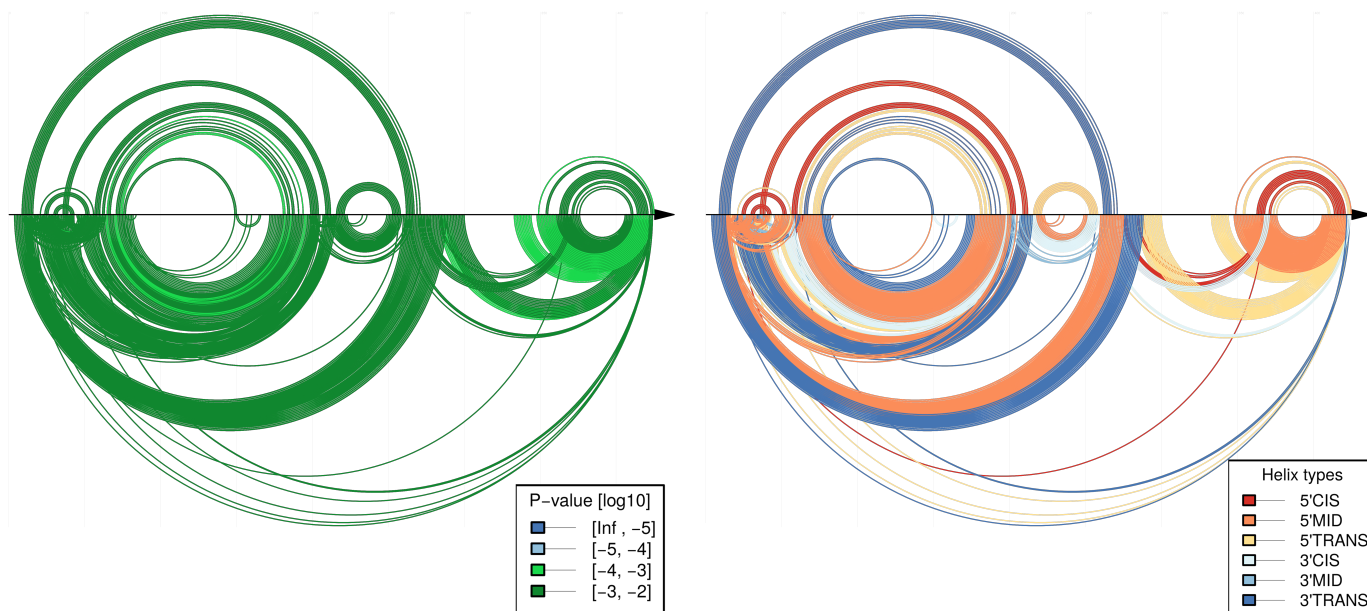 P-value [log10]
[Inf , -5]
[-5, -4]
[-4, -3]
[-3, -2]
Helix types
5'CIS
5'MID
5'TRANS
3'CIS
3'MID
3'TRANS